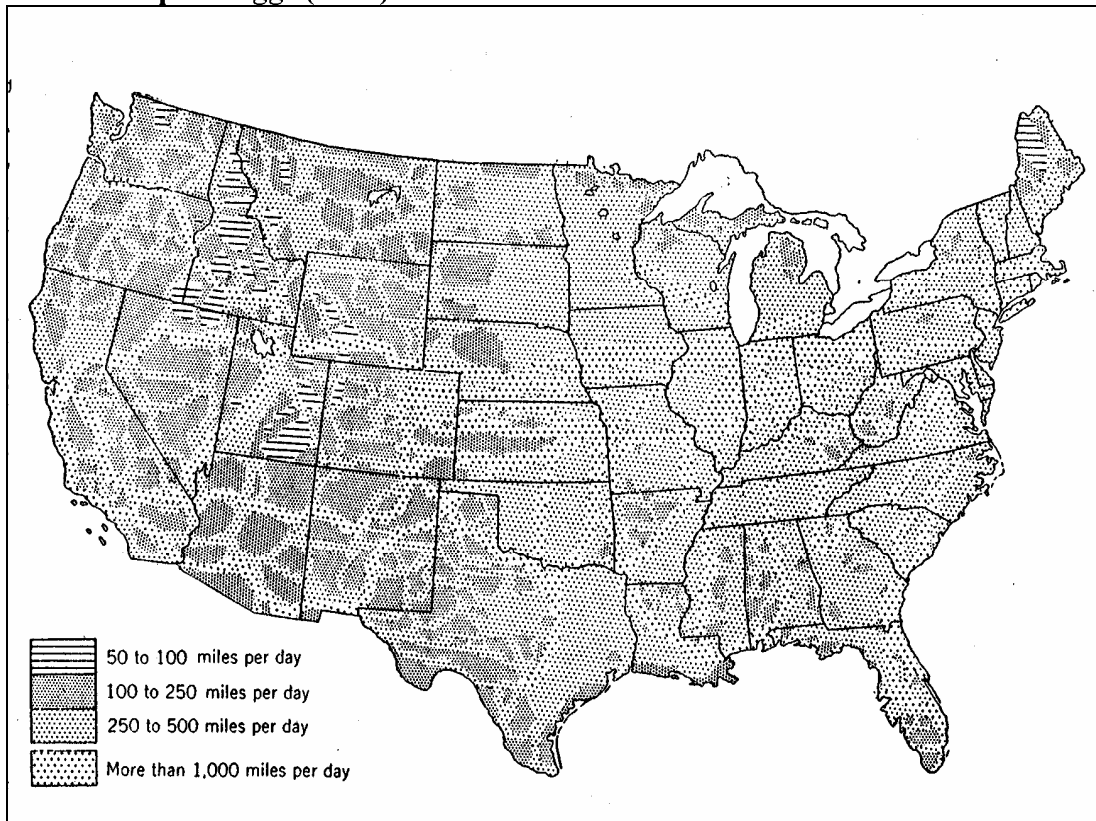 50 to 100 miles per day
100 to 250 miles per day
250 to 500 miles per day
More than 1,000 miles per day